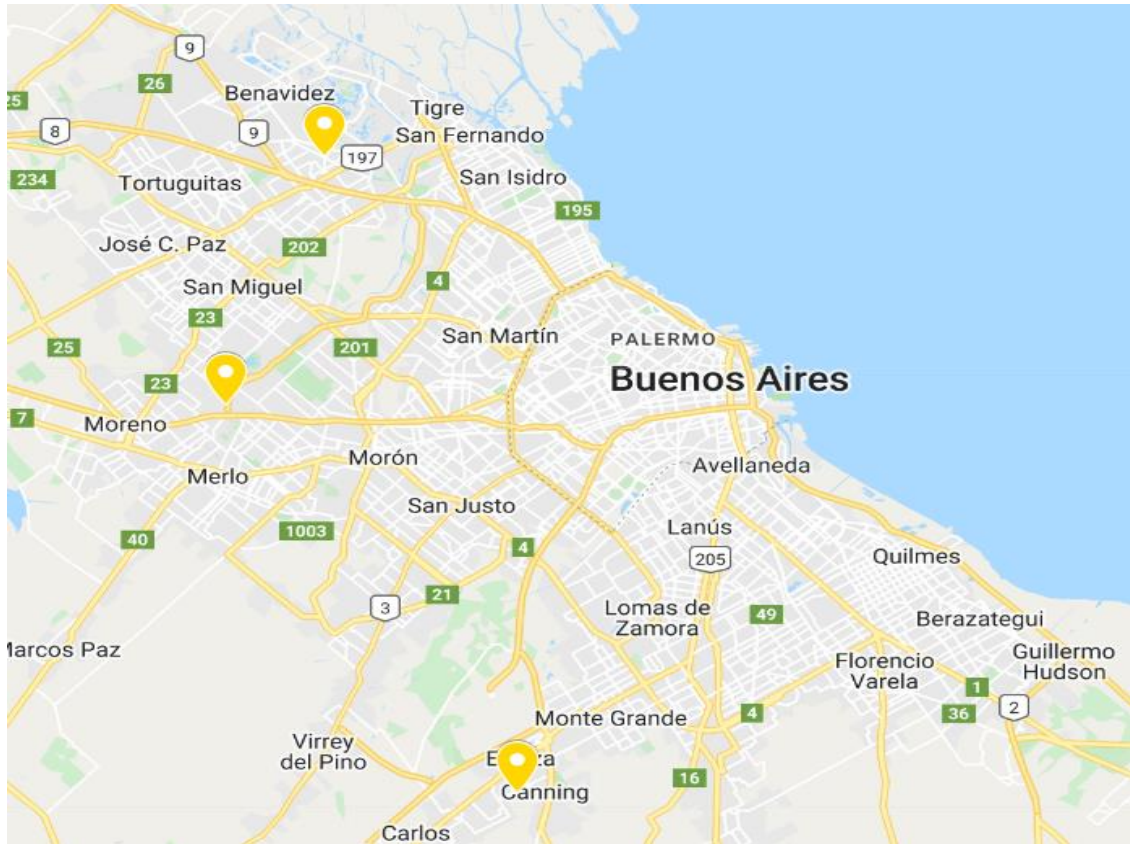 9
26
25
Benavidez
Tigre
8
9
San Fernando
197
234
Tortuguitas
San Isidro
195
José C. Paz
202
4
San Miguel
23
San Martín
PALERMO
25
201
Buenos Aires
23
7
Moreno
Morón
Avellaneda
Merlo
San Justo
Lanús
1003
40
4
205
Quilmes
21
3
Lomas de
Zamora
49
Berazategui
Marcos Paz
Guillermo
Hudson
Florencio
Varela
1
2
36
4
Monte Grande
Virrey
del Pino
16
Canning
Carlos